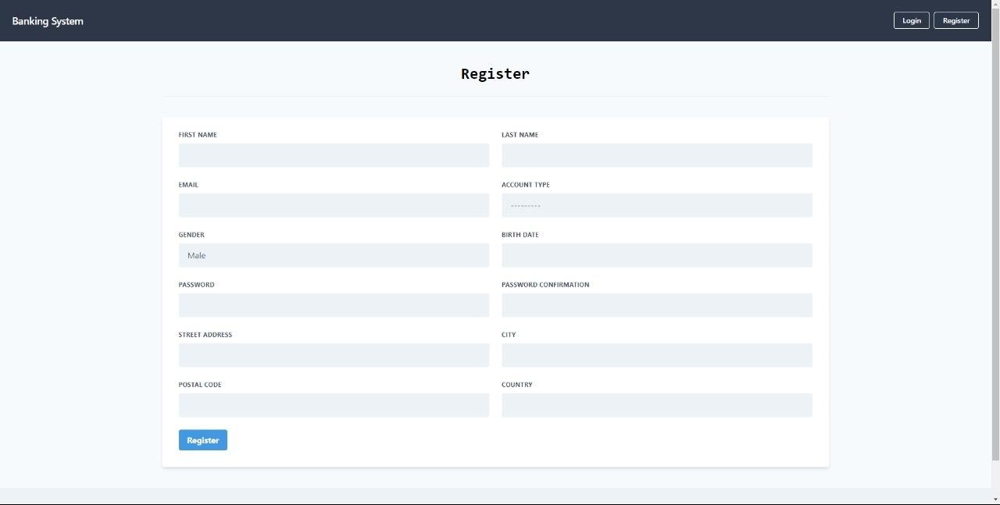 Banking System
Login
Register
Register
FIRST NAME
LAST NAME
EMAIL
ACCOUNT TYPE
---------
GENDER
BIRTH DATE
Male
PASSWORD
PASSWORD CONFIRMATION
STREET ADDRESS
CITY
POSTAL CODE
COUNTRY
Register